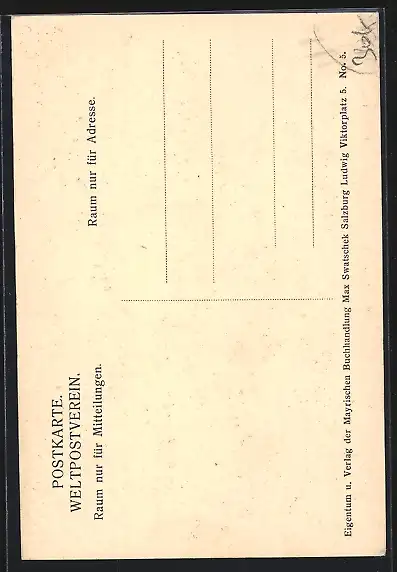 POSTKARTE.
WELTPOSTVEREIN.
Raum nur für Mitteilungen.
Raum nur für Adresse.
Eigentum u. Verlag der Mayrischen Buchhandlung Max Swatschek Salzburg Ludwig Viktorplatz 5. No. 5.